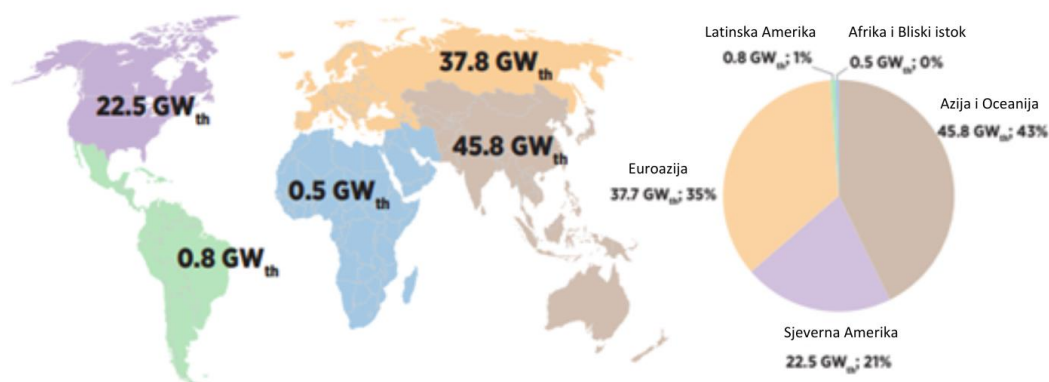 22.5 GWth
0.8 GWth
37.8 GWth
45.8 GWth
0.5 GWth
Latinska Amerika
0.8 GWth; 1%
Afrika i Bliski istok
0.5 GWth; 0%
Azija i Oceanija
45.8 GWth; 43%
Euroazija
37.7 GWth; 35%
Sjeverna Amerika
22.5 GWth; 21%